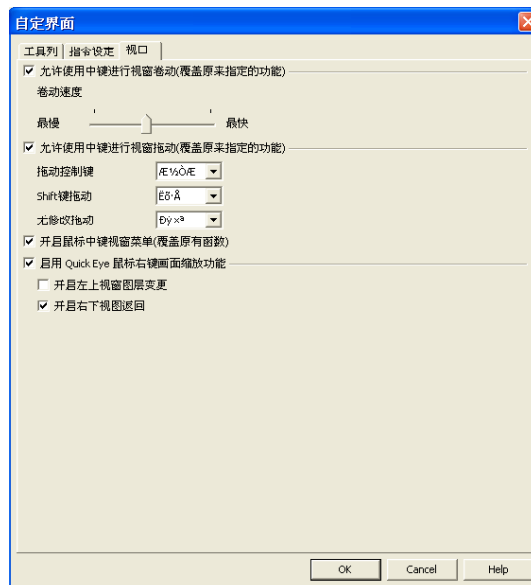 自定界面
工具列 指令设定 视口
允许使用中键进行视窗卷动(覆盖原来指定的功能)
卷动速度
最慢 最快
允许使用中键进行视窗拖动(覆盖原来指定的功能)
拖动控制键 Æ½ÒÆ
Shift键拖动 Ëõ·Å
尤修改拖动 Ðýת
开启鼠标中键视窗菜单(覆盖原有函数)
启用 Quick Eye 鼠标右键画面缩放功能
开启左上视窗图层变更
开启右下视图返回
OK Cancel Help